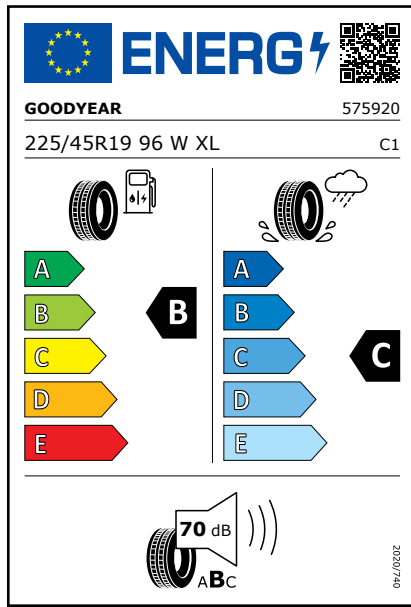 ENERG
GOODYEAR 575920
225/45R19 96 W XL C1
A
B
C
D
E
B
A
B
C
D
E
C
70 dB
ABC
2020/740